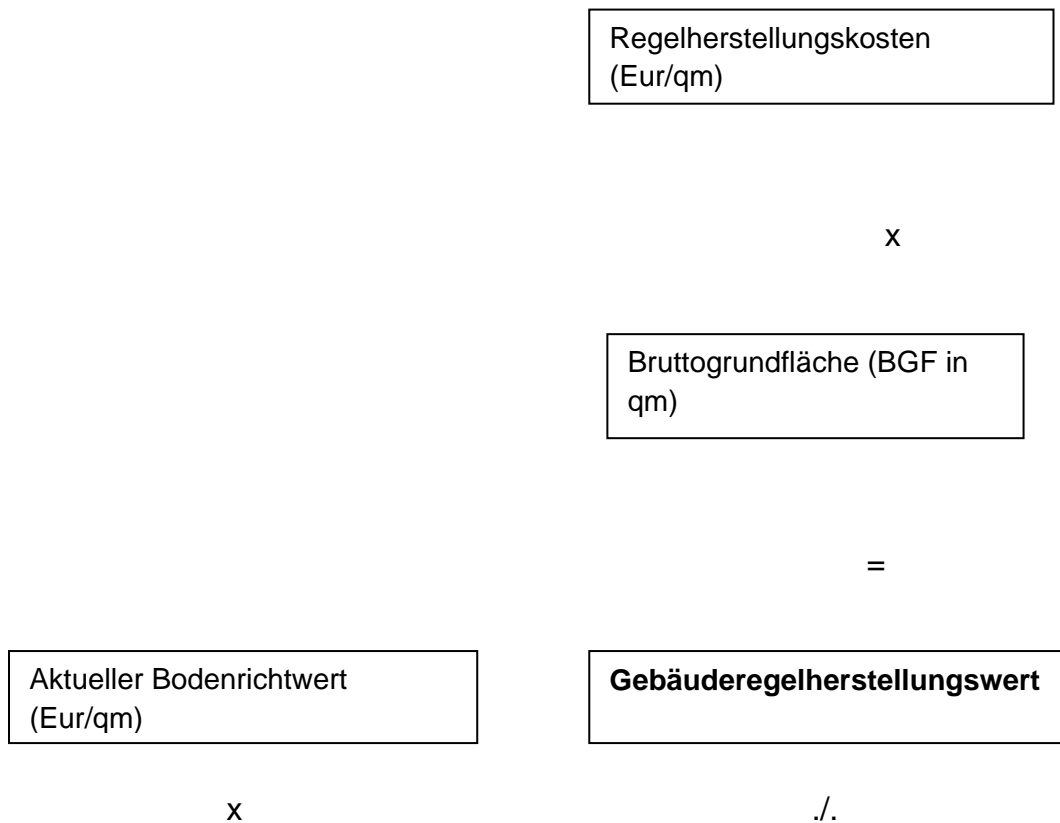 Regelherstellungskosten
(Eur/qm)
x
Bruttogrundfläche (BGF in
qm)
=
Aktueller Bodenrichtwert
(Eur/qm)
Gebäuderegelherstellungswert
x
./.